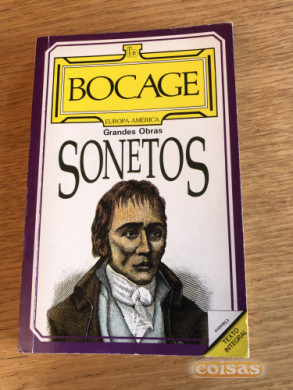 BOCAGE
EUROPA-AMÉRICA
Grandes Obras
SONETOS
TEXTO
INTEGRAL
coisas